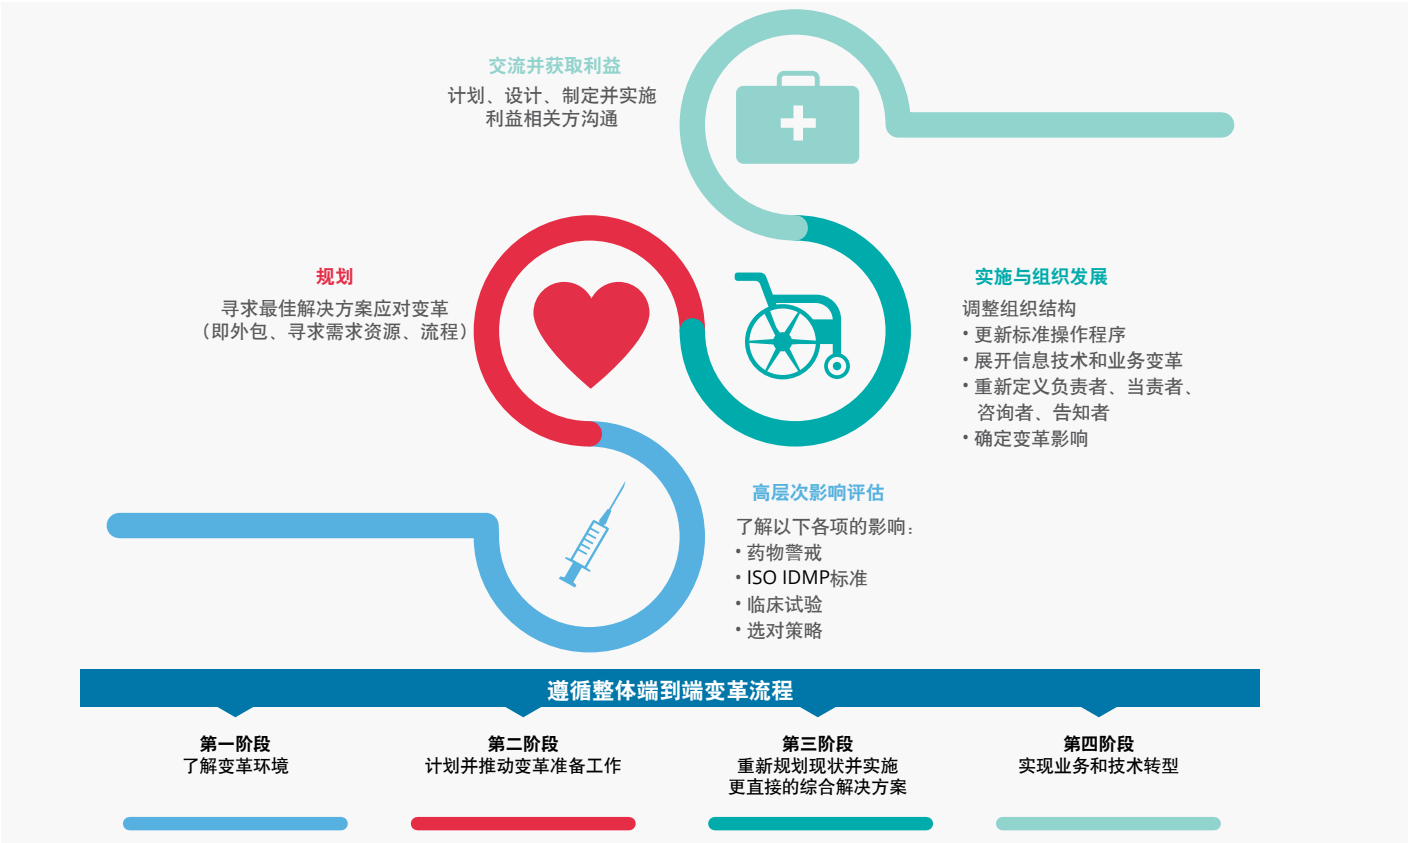 交流并获取利益
计划、设计、制定并实施
利益相关方沟通
规划
寻求最佳解决方案应对变革
（即外包、寻求需求资源、流程）
实施与组织发展
调整组织结构
• 更新标准操作程序
• 展开信息技术和业务变革
• 重新定义负责者、当责者、
咨询者、告知者
• 确定变革影响
高层次影响评估
了解以下各项的影响：
• 药物警戒
• ISO IDMP标准
• 临床试验
• 选对策略
遵循整体端到端变革流程
第一阶段
了解变革环境
第二阶段
计划并推动变革准备工作
第三阶段
重新规划现状并实施
更直接的综合解决方案
第四阶段
实现业务和技术转型